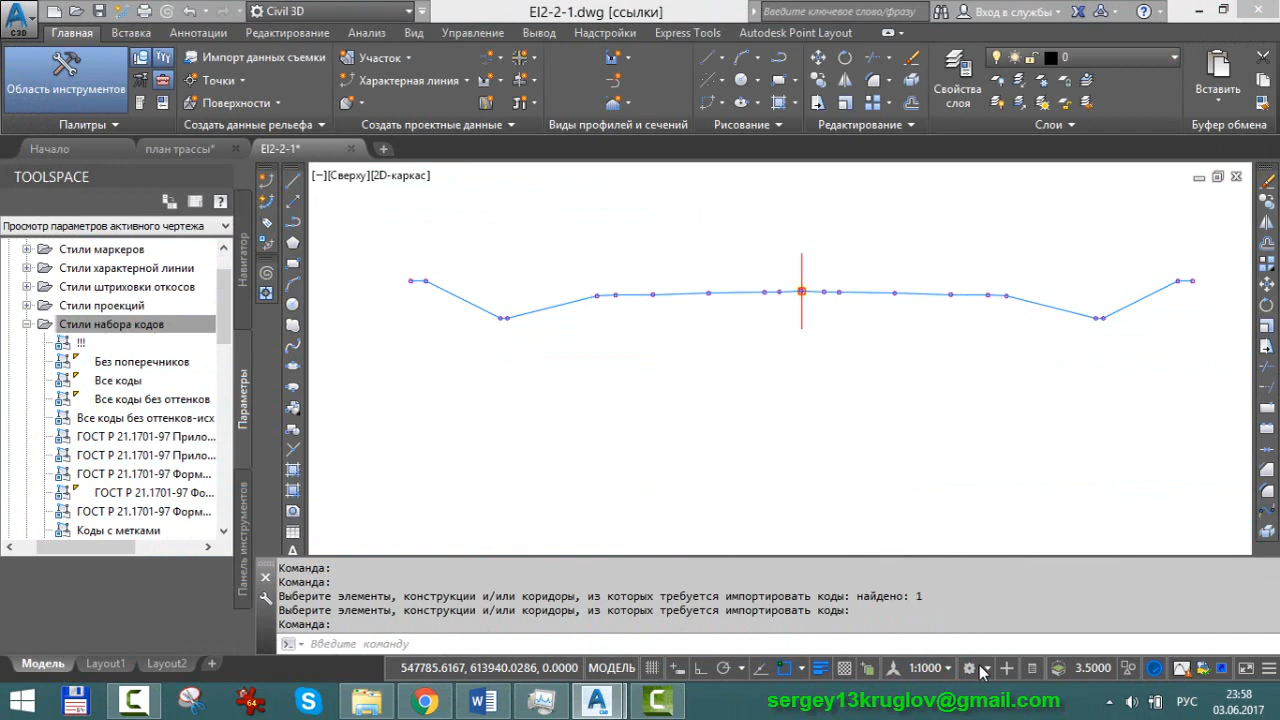 Civil 3D
EI2-2-1.dwg [ссылки]
Введите ключевое слово/фразу
Вход в службы
C3D
Главная
Вставка
Аннотации
Редактирование
Анализ
Вид
Управление
Вывод
Надстройки
Express Tools
Autodesk Point Layout
Область инструментов
Импорт данных съемки
Точки
Поверхности
Участок
Характерная линия
0
Свойства
слоя
Вставить
Палитры
Создать данные рельефа
Создать проектные данные
Виды профилей и сечений
Рисование
Редактирование
Слои
Буфер обмена
Начало
план трассы*
EI2-2-1*
TOOLSPACE
[−][Сверху][2D-каркас]
Просмотр параметров активного чертежа
Стили маркеров
Стили характерной линии
Стили штриховки откосов
Стили проекций
Стили набора кодов
!!!
Без поперечников
Все коды
Все коды без оттенков
Все коды без оттенков-исх
ГОСТ Р 21.1701-97 Прило...
ГОСТ Р 21.1701-97 Прило...
ГОСТ Р 21.1701-97 Форм...
ГОСТ Р 21.1701-97 Фо...
ГОСТ Р 21.1701-97 Форм...
Коды с метками
Навигатор
Параметры
Панель инструментов
Команда:
Команда:
Выберите элементы, конструкции и/или коридоры, из которых требуется импортировать коды: найдено: 1
Выберите элементы, конструкции и/или коридоры, из которых требуется импортировать коды:
Команда:
Введите команду
Модель
Layout1
Layout2
547785.6167, 613940.0286, 0.0000
МОДЕЛЬ
1:1000
3.5000
64
sergey13kruglov@gmail.com
РУС
23:58
03.06.2017